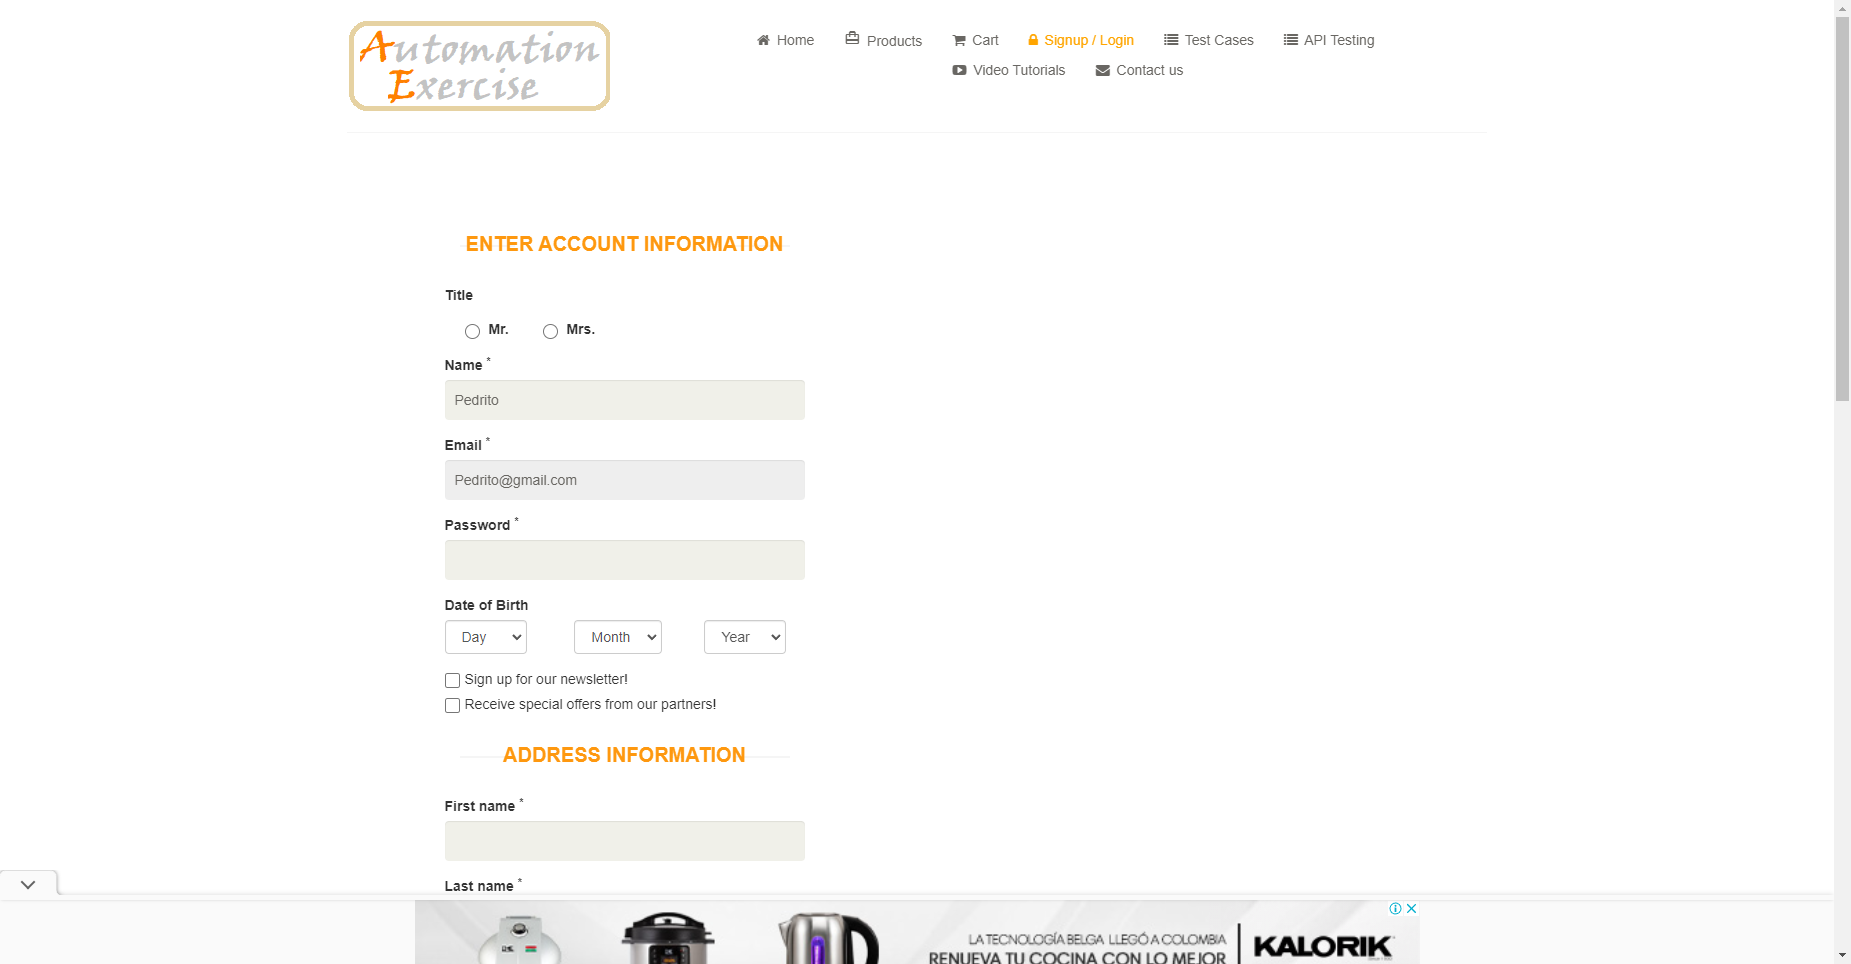 Automation
Exercise
Home
Products
Cart
Signup / Login
Test Cases
API Testing
Video Tutorials
Contact us
ENTER ACCOUNT INFORMATION
Title
Mr.
Mrs.
Name *
Pedrito
Email *
Pedrito@gmail.com
Password *
Date of Birth
Day
Month
Year
Sign up for our newsletter!
Receive special offers from our partners!
ADDRESS INFORMATION
First name *
Last name *
LA TECNOLOGÍA BELGA LLEGÓ A COLOMBIA
RENUEVA TU COCINA CON LO MEJOR
KALORIK